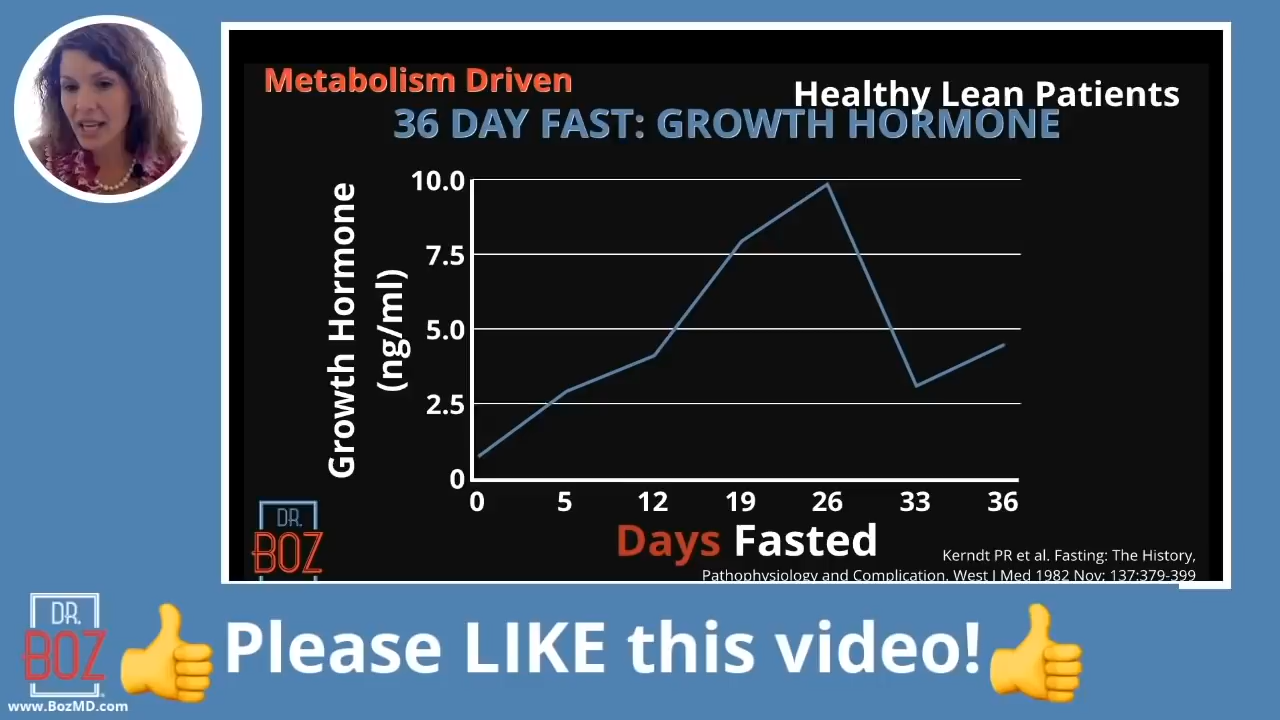 Metabolism Driven
Healthy Lean Patients
36 DAY FAST: GROWTH HORMONE
Growth Hormone
(ng/ml)
10.0
7.5
5.0
2.5
0
0 5 12 19 26 33 36
Days Fasted
Kerndt PR et al. Fasting: The History,
Pathophysiology and Complication. West J Med 1982 Nov; 137:379-399
DR.
BOZ
DR.
BOZ
Please LIKE this video!
www.BozMD.com